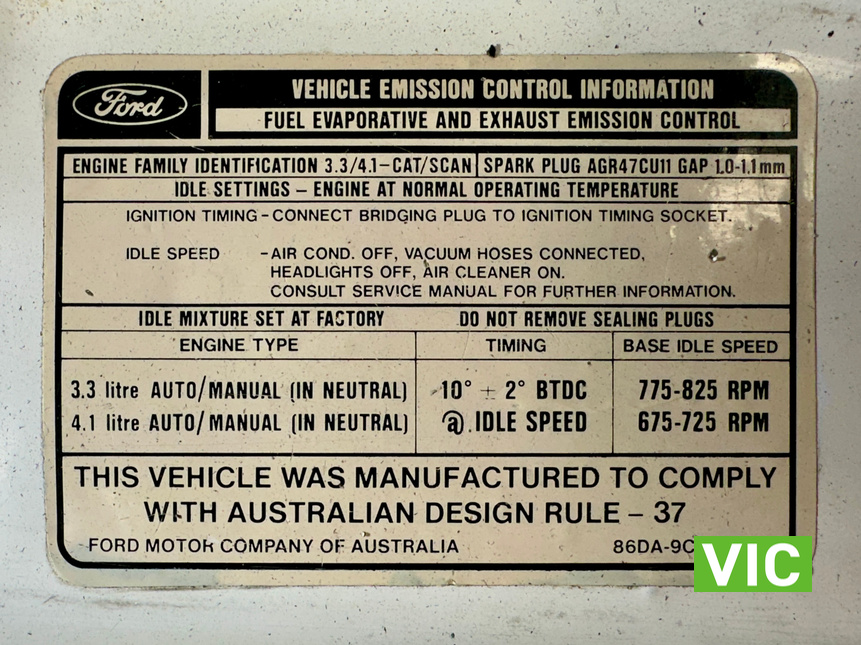 Ford
VEHICLE EMISSION CONTROL INFORMATION
FUEL EVAPORATIVE AND EXHAUST EMISSION CONTROL
ENGINE FAMILY IDENTIFICATION 3.3/4.1-CAT/SCAN SPARK PLUG AGR47CU11 GAP 1.0-1.1mm
IDLE SETTINGS – ENGINE AT NORMAL OPERATING TEMPERATURE
IGNITION TIMING - CONNECT BRIDGING PLUG TO IGNITION TIMING SOCKET.
IDLE SPEED - AIR COND. OFF, VACUUM HOSES CONNECTED,
HEADLIGHTS OFF, AIR CLEANER ON.
CONSULT SERVICE MANUAL FOR FURTHER INFORMATION.
IDLE MIXTURE SET AT FACTORY DO NOT REMOVE SEALING PLUGS
ENGINE TYPE TIMING BASE IDLE SPEED
3.3 litre AUTO/MANUAL (IN NEUTRAL) 10° ± 2° BTDC 775-825 RPM
4.1 litre AUTO/MANUAL (IN NEUTRAL) @ IDLE SPEED 675-725 RPM
THIS VEHICLE WAS MANUFACTURED TO COMPLY
WITH AUSTRALIAN DESIGN RULE – 37
FORD MOTOR COMPANY OF AUSTRALIA 86DA-9C
VIC